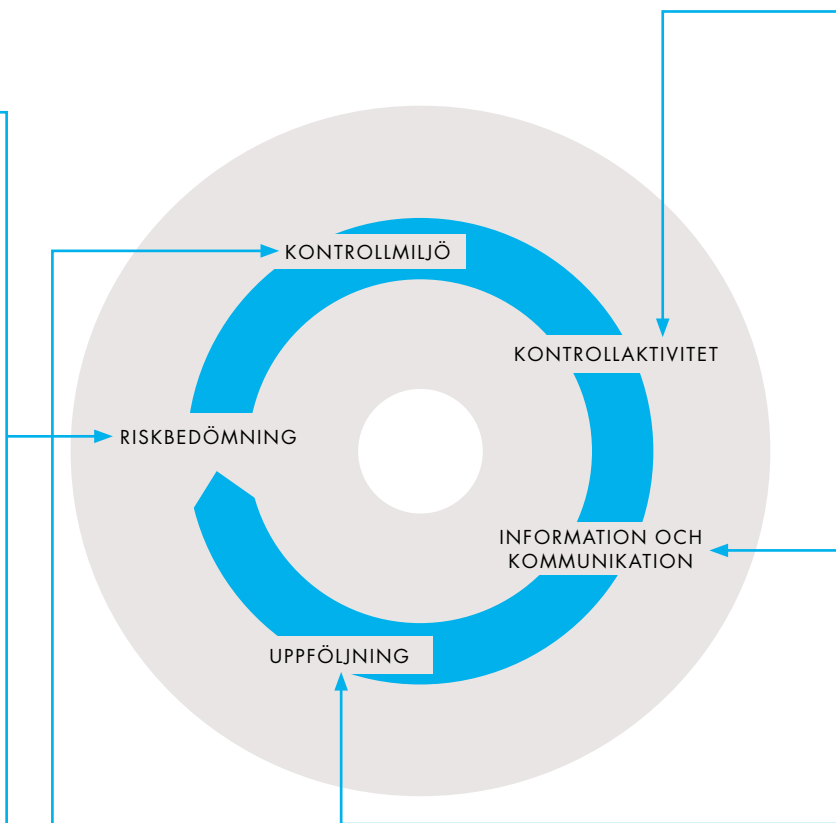 KONTROLLMILJÖ
KONTROLLAKTIVITET
RISKBEDÖMNING
INFORMATION OCH
KOMMUNIKATION
UPPFÖLJNING